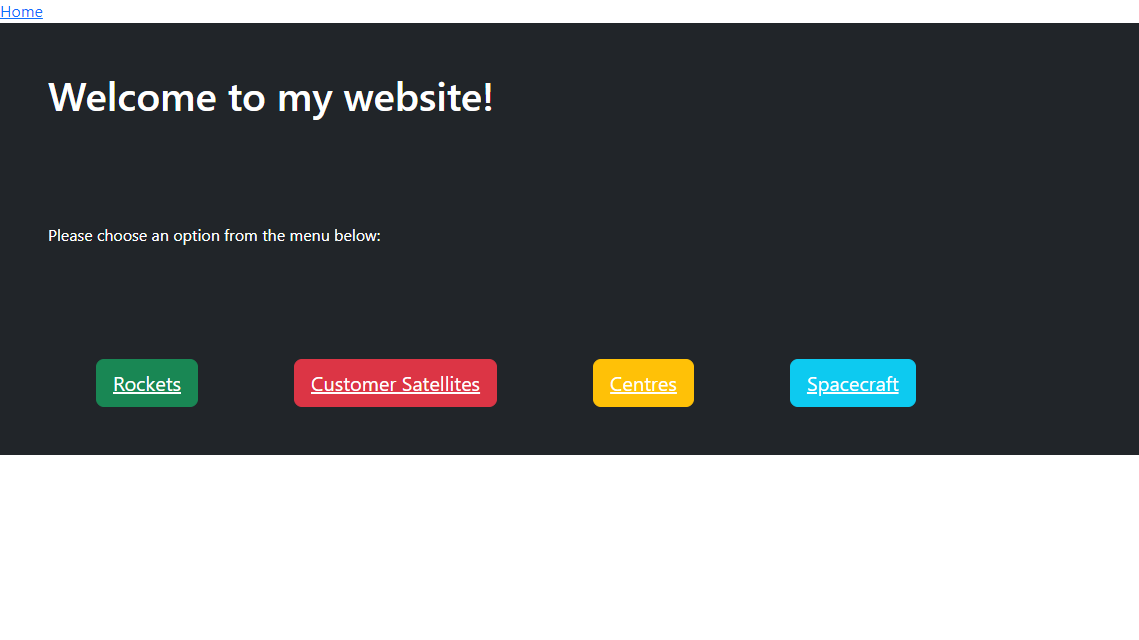 Home
Welcome to my website!
Please choose an option from the menu below:
Rockets Customer Satellites Centres Spacecraft